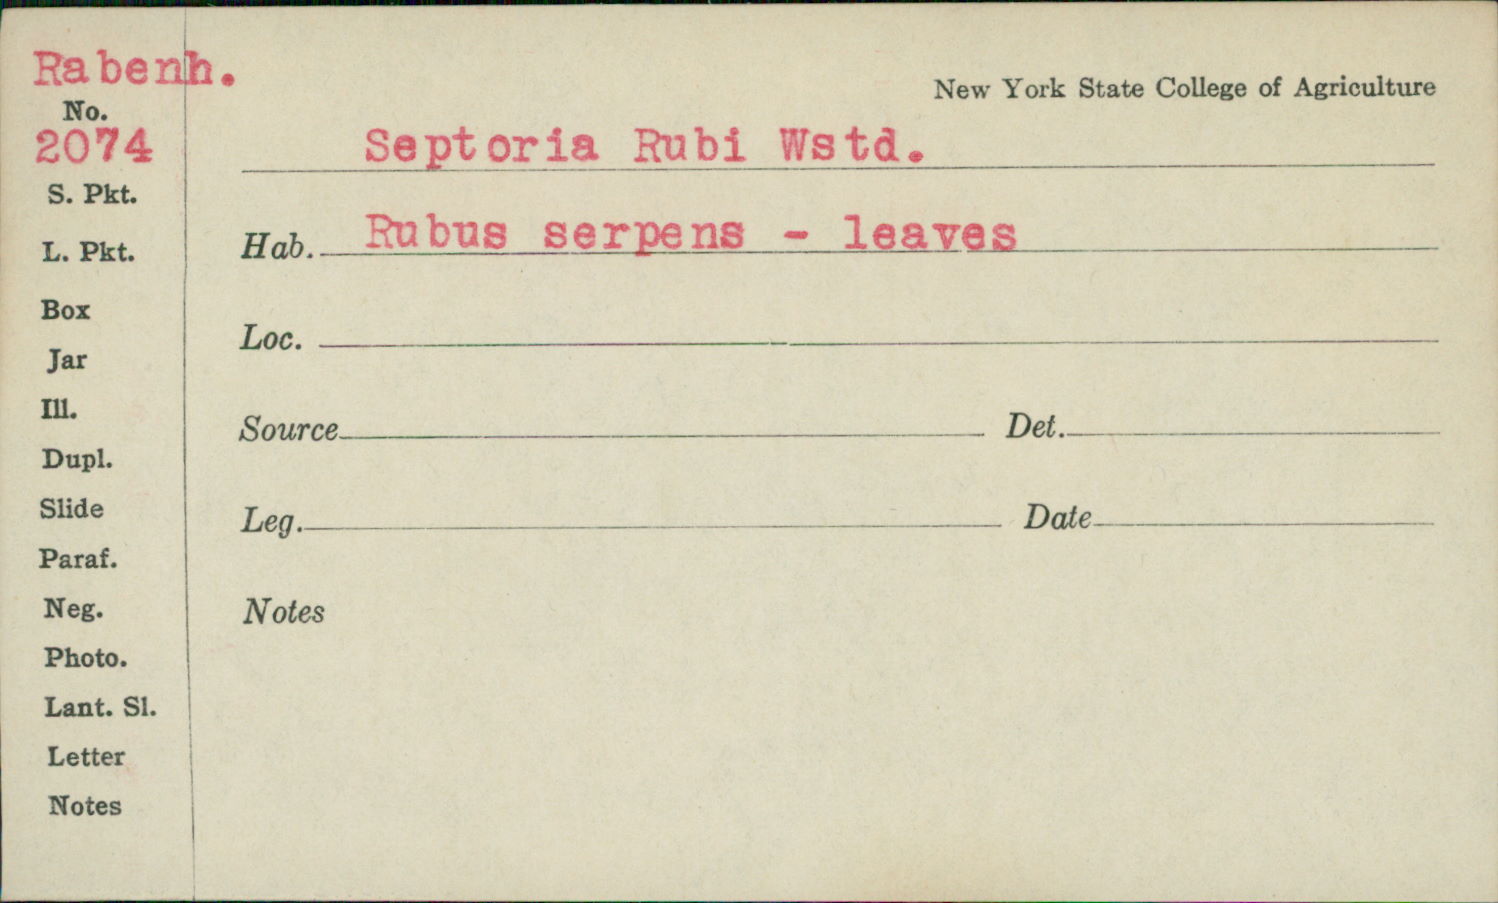 Rabenh.
New York State College of Agriculture
No.
2074
Septoria Rubi Wstd.
S. Pkt.
Hab. Rubus serpens - leaves
L. Pkt.
Box
Loc.
Jar
Ill.
Source Det.
Dupl.
Slide
Leg. Date
Paraf.
Neg.
Notes
Photo.
Lant. Sl.
Letter
Notes